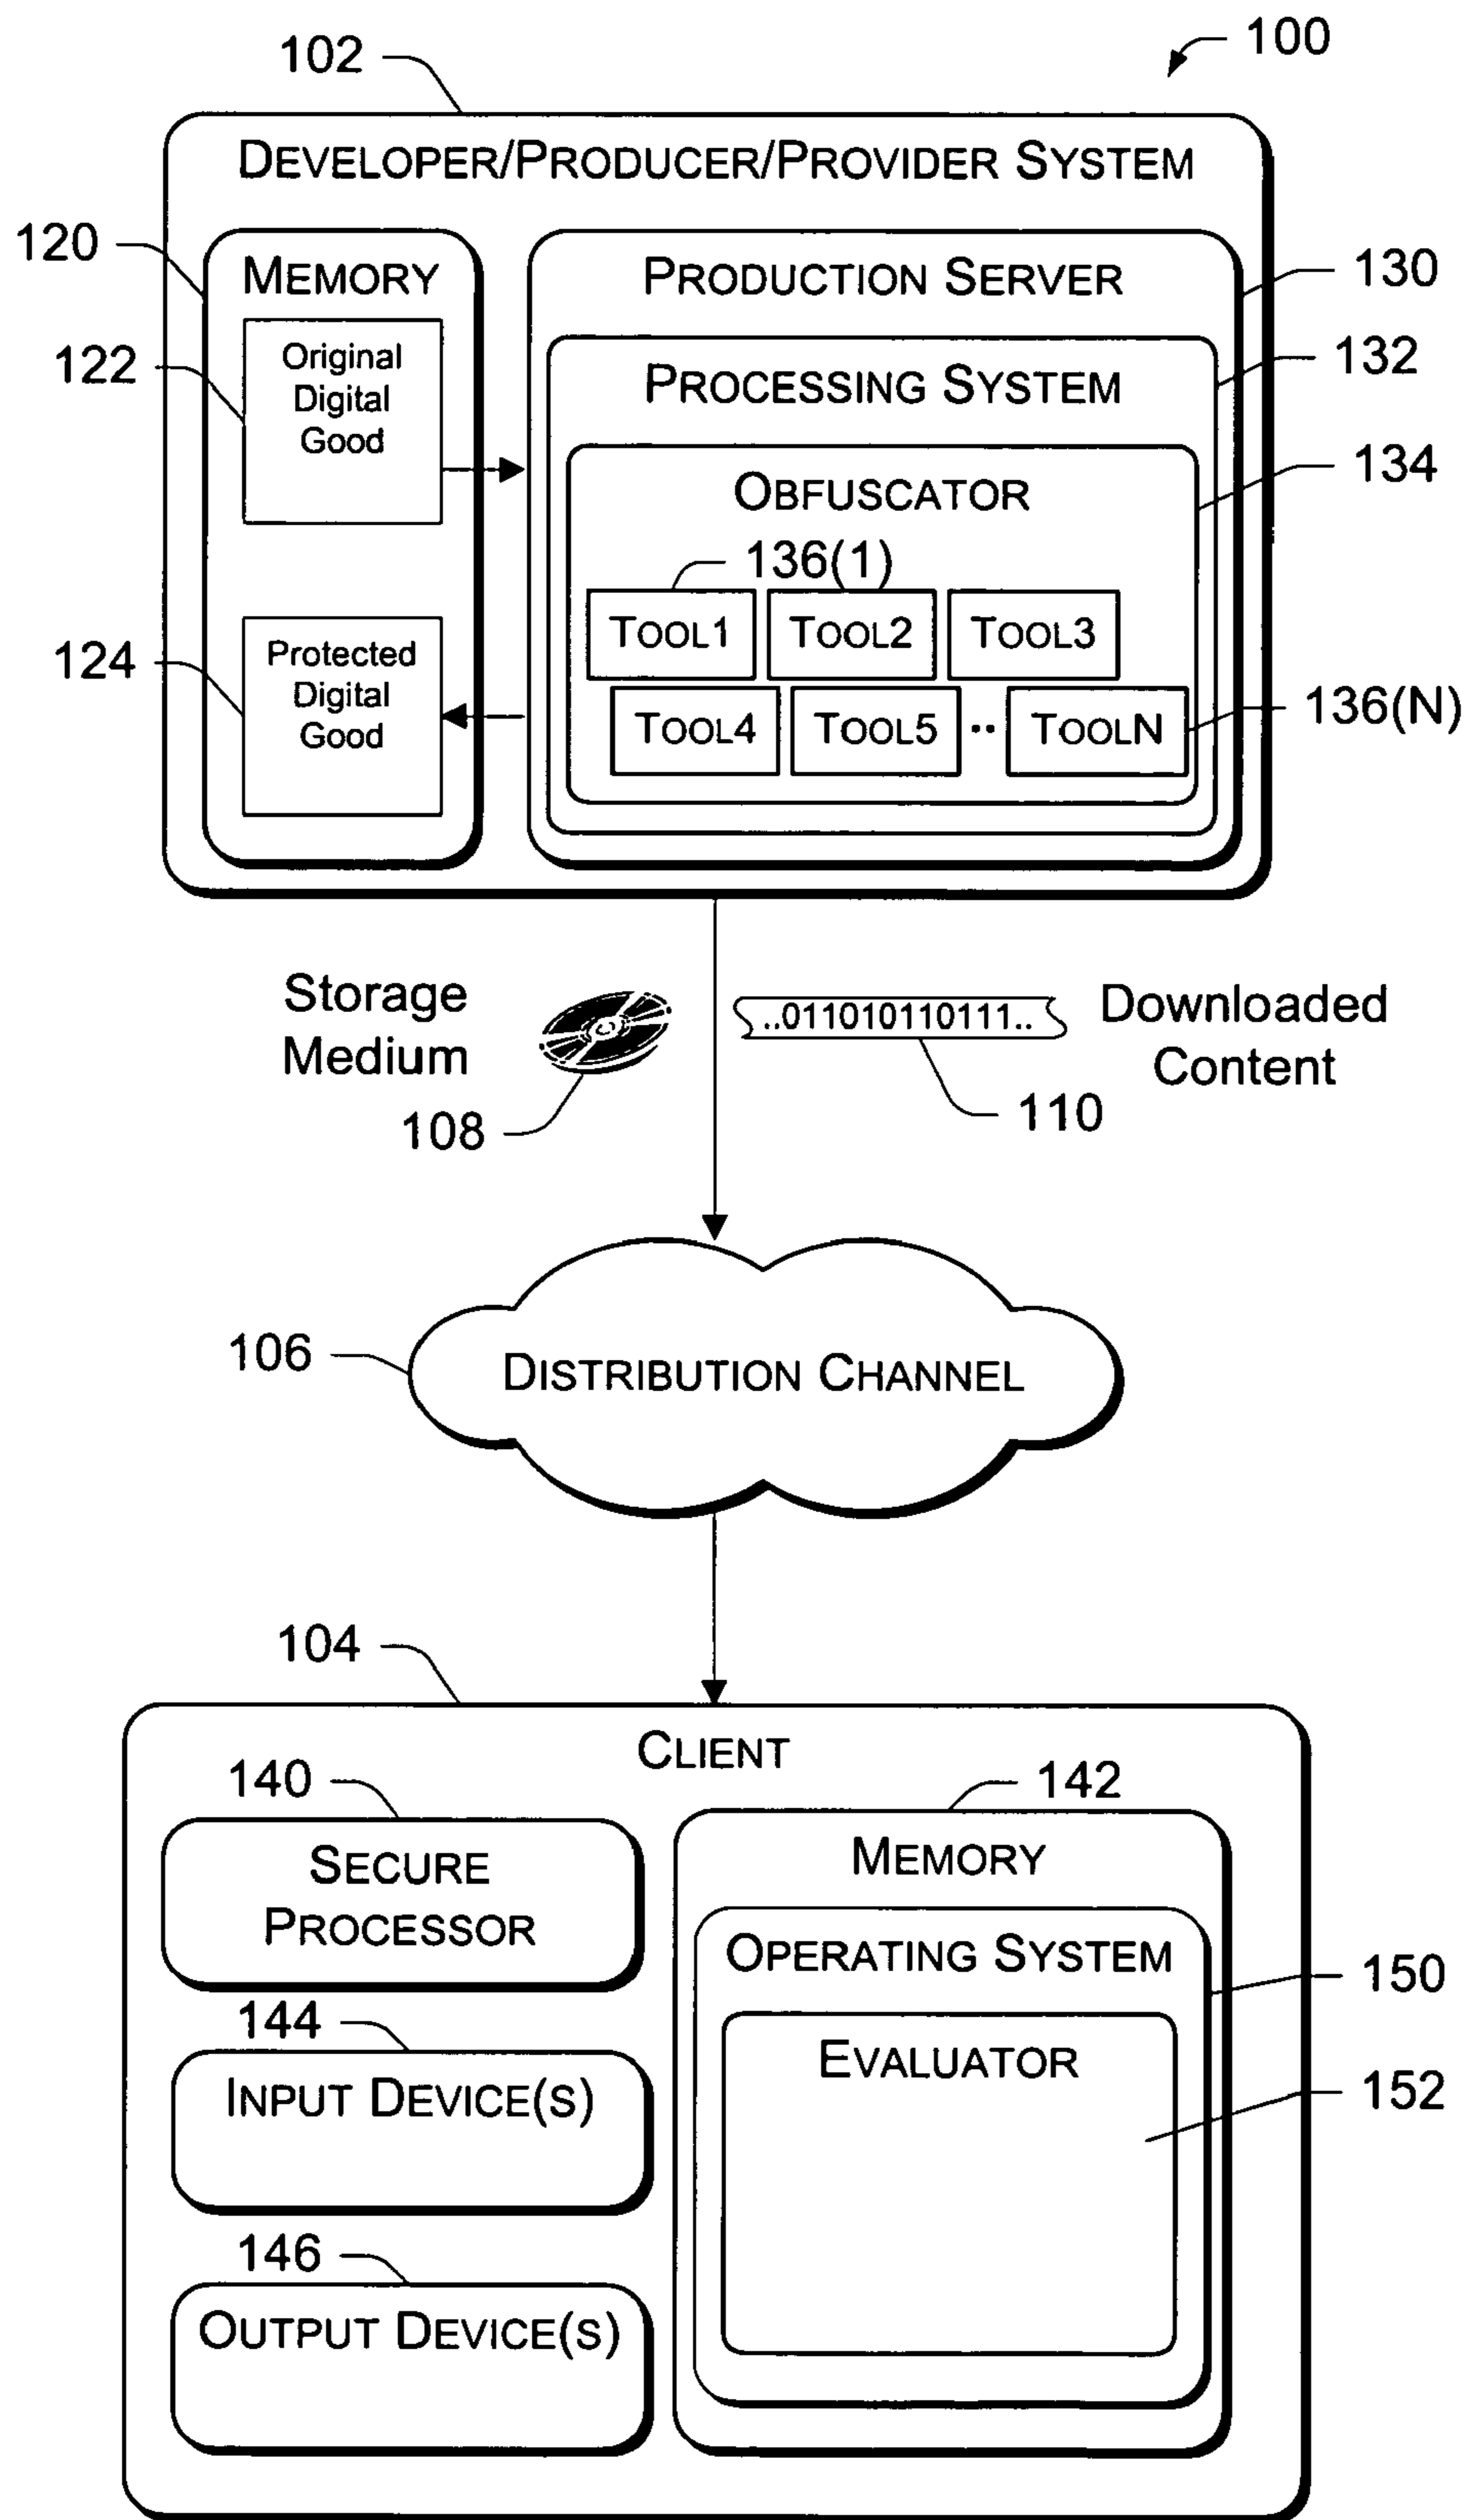 100
102
DEVELOPER/PRODUCER/PROVIDER SYSTEM
120
MEMORY
PRODUCTION SERVER
130
122
Original
Digital
Good
PROCESSING SYSTEM
132
OBFUSCATOR
134
136(1)
TOOL1
TOOL2
TOOL3
124
Protected
Digital
Good
TOOL4
TOOL5
..
TOOLN
136(N)
Storage
Medium
108
..011010110111..
Downloaded
Content
110
106
DISTRIBUTION CHANNEL
104
CLIENT
140
SECURE
PROCESSOR
142
MEMORY
OPERATING SYSTEM
150
144
INPUT DEVICE(S)
EVALUATOR
152
146
OUTPUT DEVICE(S)